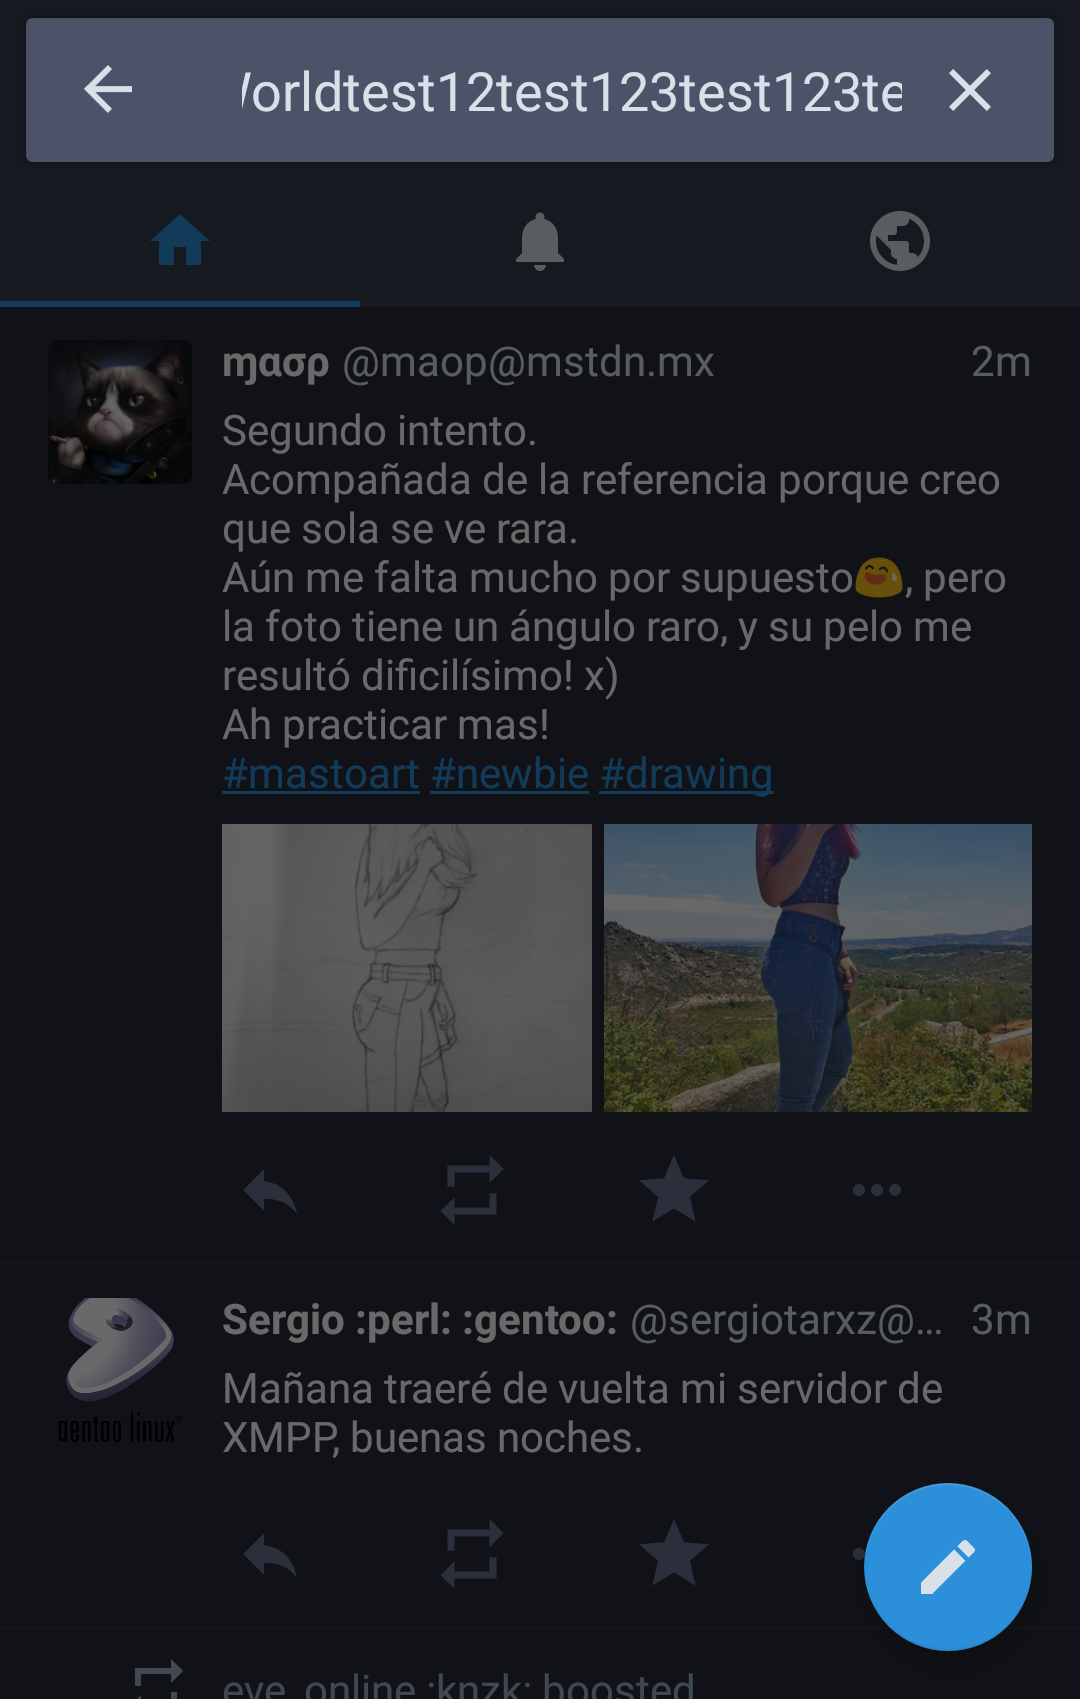 orldtest12test123test123te
ɱασρ @maop@mstdn.mx 2m
Segundo intento.
Acompañada de la referencia porque creo
que sola se ve rara.
Aún me falta mucho por supuesto😅, pero
la foto tiene un ángulo raro, y su pelo me
resultó dificilísimo! x)
Ah practicar mas!
#mastoart #newbie #drawing
Sergio :perl: :gentoo: @sergiotarxz@... 3m
gentoo linux™
Mañana traeré de vuelta mi servidor de
XMPP, buenas noches.
eve_online :knzk: boosted